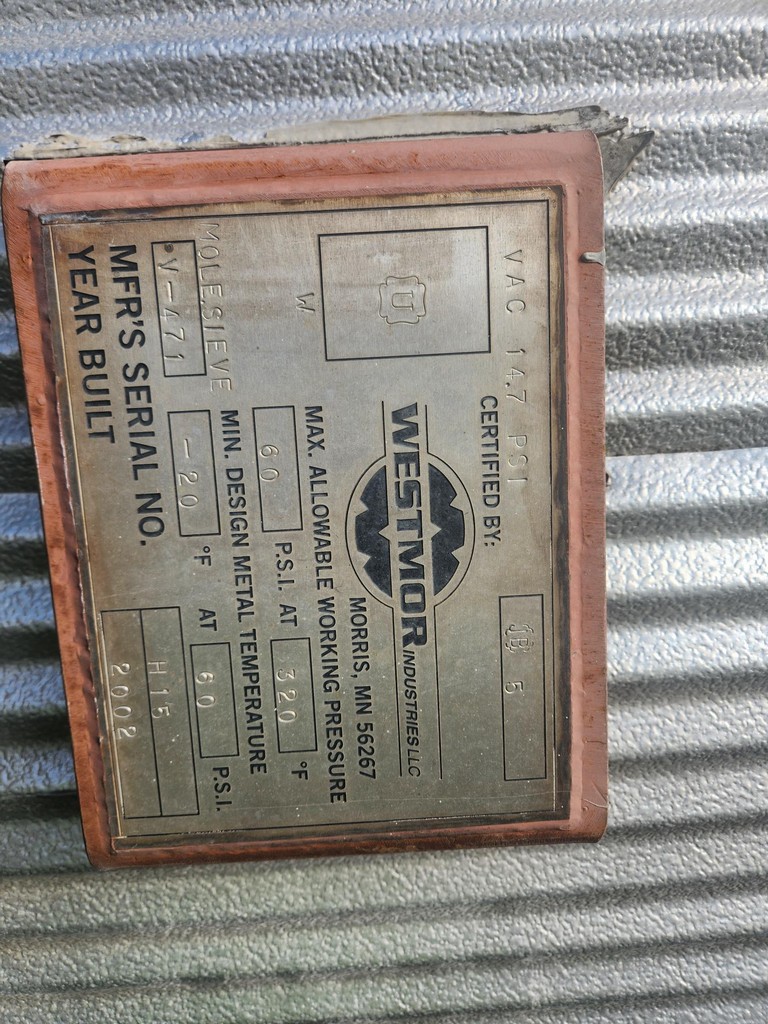 VAC 14.7 PSI
CERTIFIED BY:
U
W
5
WESTMOR
INDUSTRIES LLC
MORRIS, MN 56267
MAX. ALLOWABLE WORKING PRESSURE
60 P.S.I. AT 320 °F
MIN. DESIGN METAL TEMPERATURE
-20 °F AT 60 P.S.I.
MOLE SIEVE
V-471
MFR'S SERIAL NO. H15
YEAR BUILT 2002